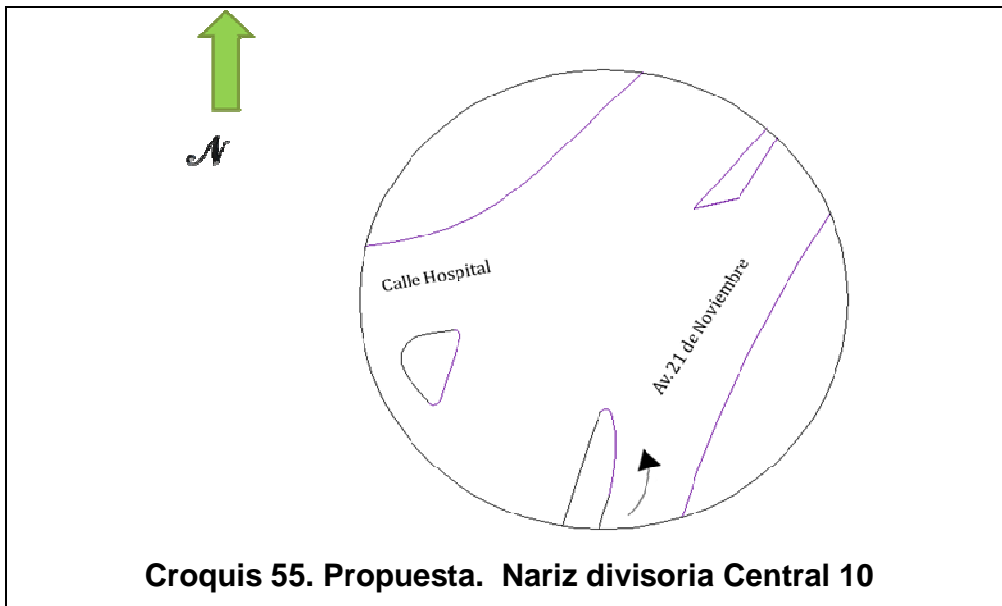 N
Calle Hospital
Av. 21 de Noviembre
Croquis 55. Propuesta.  Nariz divisoria Central 10